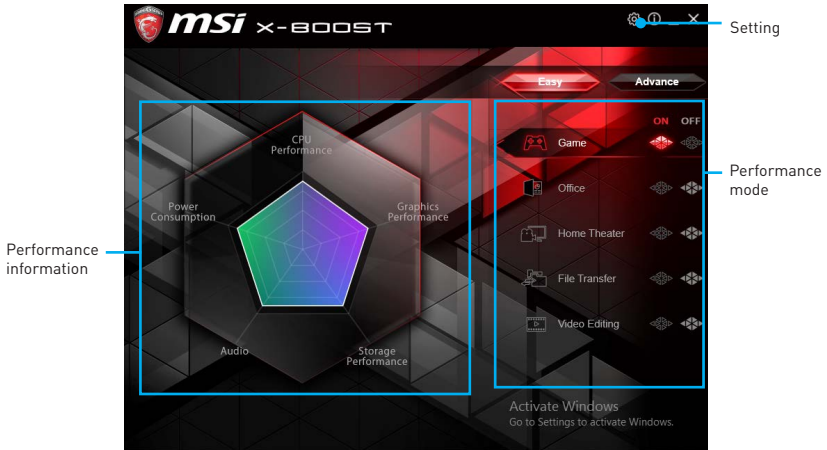 msi X-BOOST
Setting
Easy
Advance
ON OFF
Game
Office
Home Theater
File Transfer
Video Editing
Performance
mode
CPU
Performance
Graphics
Performance
Power
Consumption
Audio
Storage
Performance
Performance
information
Activate Windows
Go to Settings to activate Windows.